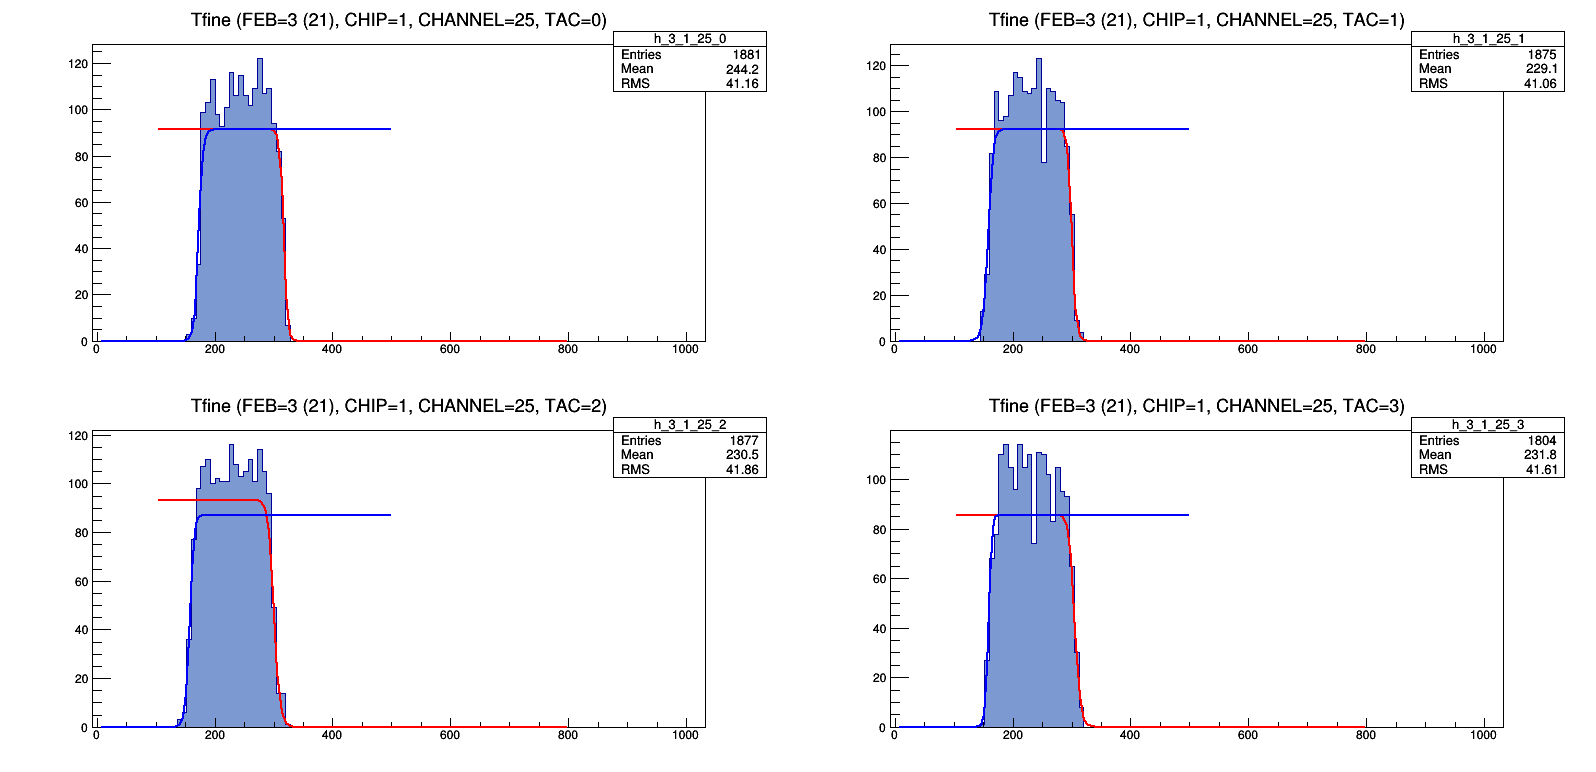 Tfine (FEB=3 (21), CHIP=1, CHANNEL=25, TAC=0)
h_3_1_25_0
Entries 1881
Mean 244.2
RMS 41.16
120
100
80
60
40
20
0
0 200 400 600 800 1000
Tfine (FEB=3 (21), CHIP=1, CHANNEL=25, TAC=1)
h_3_1_25_1
Entries 1875
Mean 229.1
RMS 41.06
120
100
80
60
40
20
0
0 200 400 600 800 1000
Tfine (FEB=3 (21), CHIP=1, CHANNEL=25, TAC=2)
h_3_1_25_2
Entries 1877
Mean 230.5
RMS 41.86
120
100
80
60
40
20
0
0 200 400 600 800 1000
Tfine (FEB=3 (21), CHIP=1, CHANNEL=25, TAC=3)
h_3_1_25_3
Entries 1804
Mean 231.8
RMS 41.61
100
80
60
40
20
0
0 200 400 600 800 1000